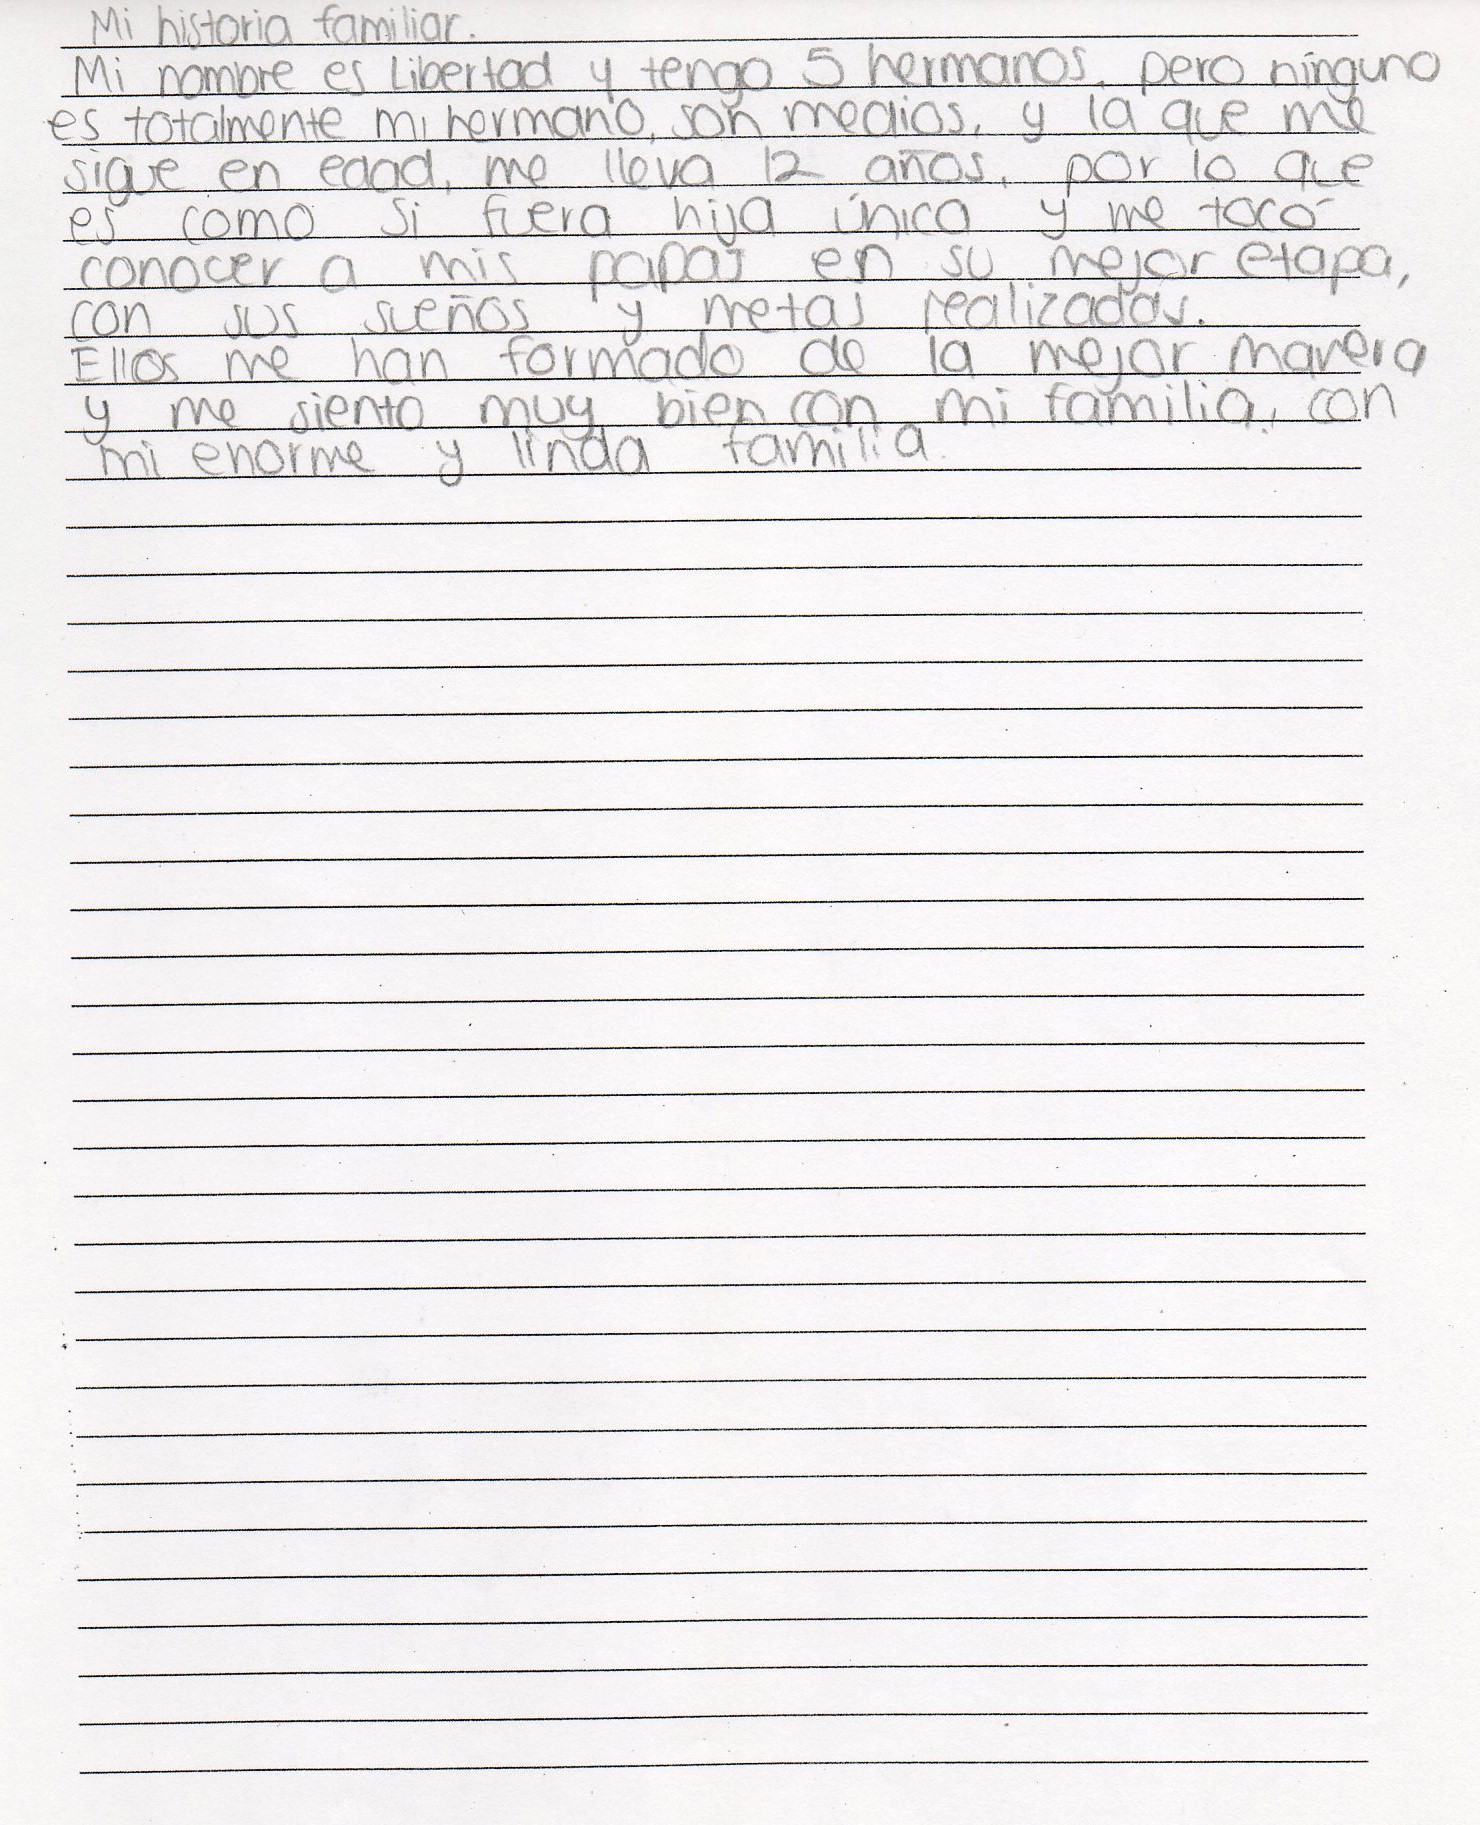 Mi historia familiar.
Mi nombre es Libertad y tengo 5 hermanos, pero ninguno
es totalmente mi hermano, son medios, y la que me
sigue en edad, me lleva 12 años, por lo que
es como si fuera hija única y me tocó
conocer a mis papas en su mejor etapa,
con sus sueños y metas realizadas.
Ellos me han formado de la mejor manera
y me siento muy bien con mi familia, con
mi enorme y linda familia.